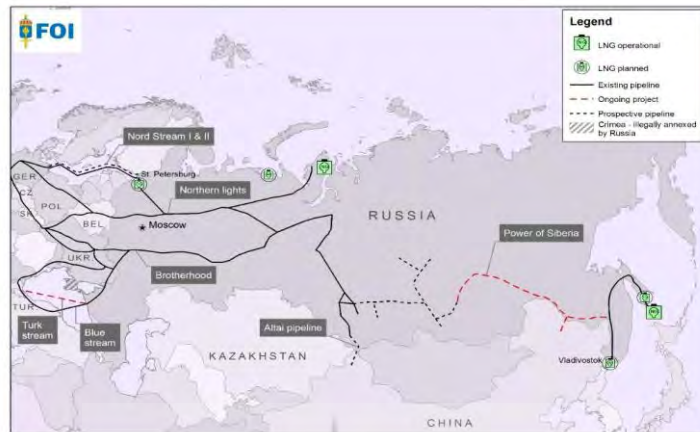 FOI
Legend
LNG operational
LNG planned
Existing pipeline
Ongoing project
Prospective pipeline
Crimea - illegally annexed
by Russia
Nord Stream I & II
St. Petersburg
GER
CZ
POL
Northern lights
SK
BEL
Moscow
RUSSIA
Power of Siberia
UKR
Brotherhood
TUR
Turk
stream
Blue
stream
Altai pipeline
Vladivostok
KAZAKHSTAN
CHINA